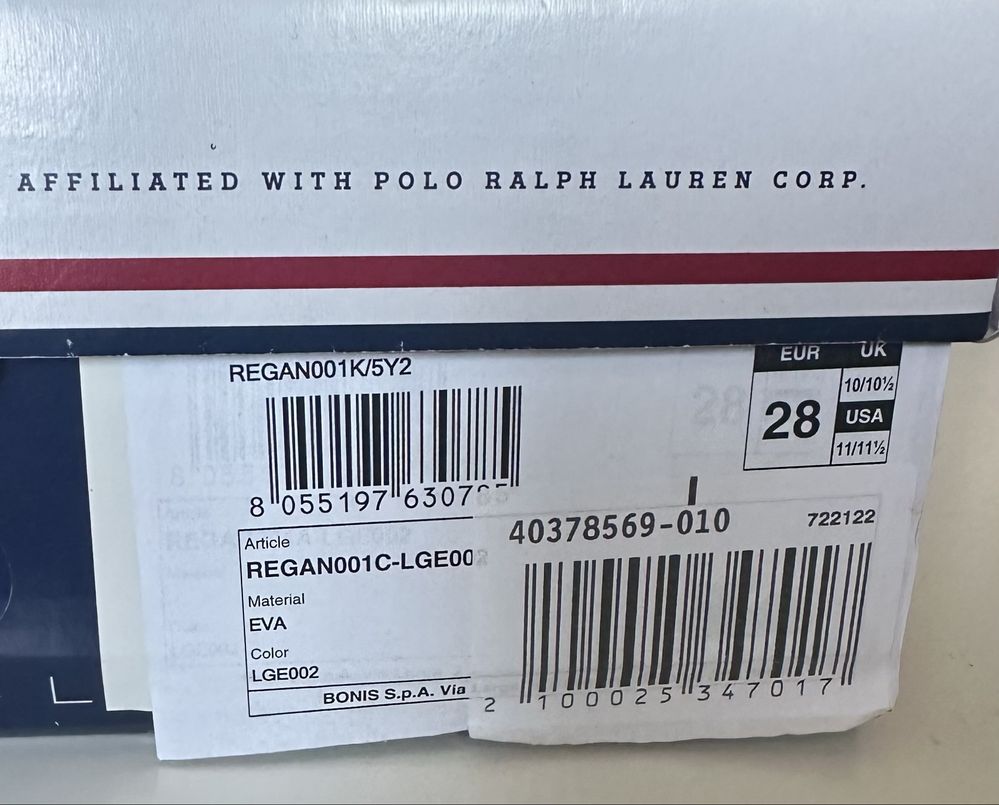 AFFILIATED WITH POLO RALPH LAUREN CORP.
REGAN001K/5Y2
8 055197 6307
EUR
UK
28
10/10½
USA
11/11½
40378569-010
722122
Article
REGAN001C-LGE002
Material
EVA
Color
LGE002
BONIS S.p.A. Via
2 100025 347017